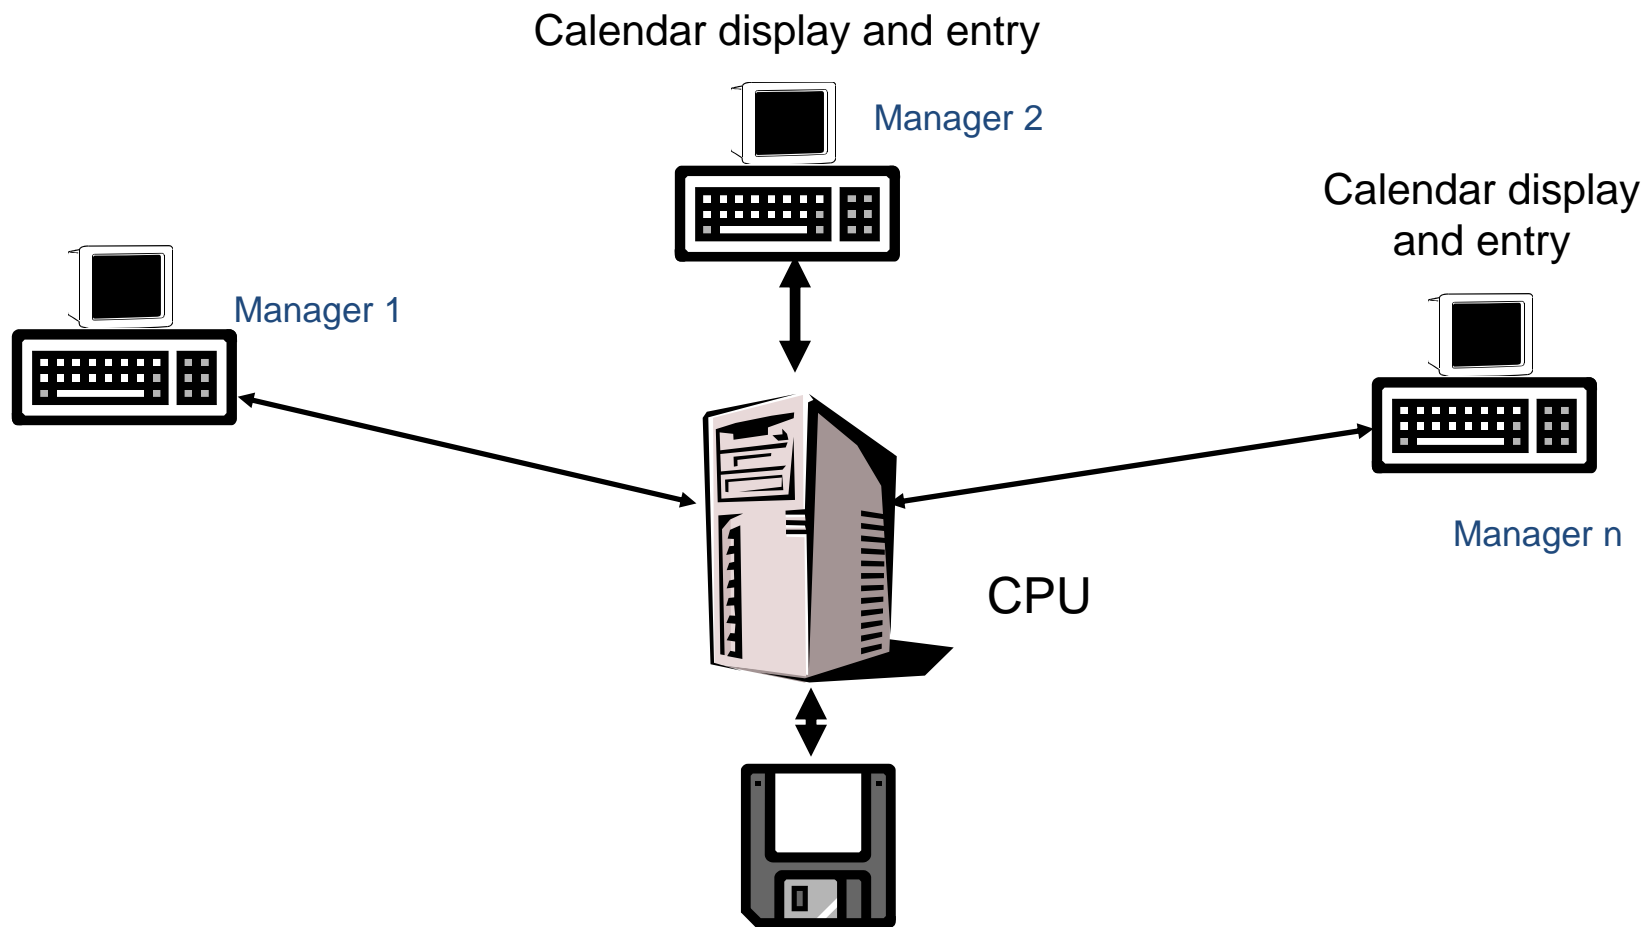 Calendar display and entry
Manager 2
Calendar display
and entry
Manager 1
Manager n
CPU